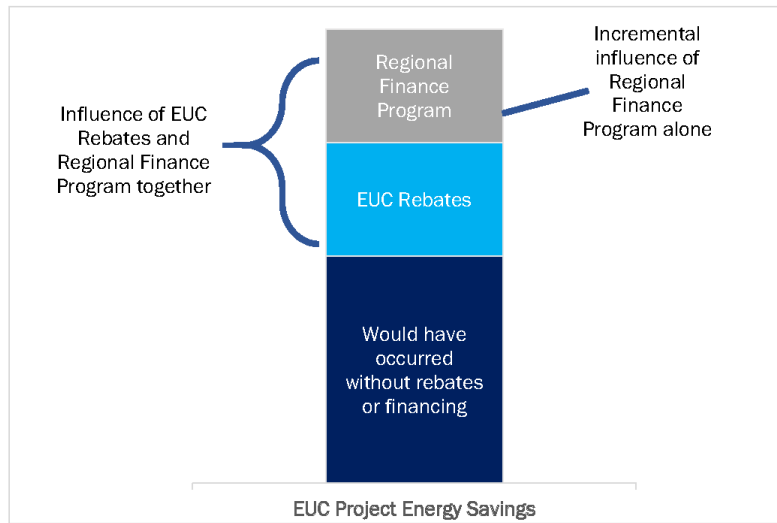 Influence of EUC
Rebates and
Regional Finance
Program together
Regional
Finance
Program
Incremental
influence of
Regional
Finance
Program alone
EUC Rebates
Would have
occurred
without rebates
or financing
EUC Project Energy Savings